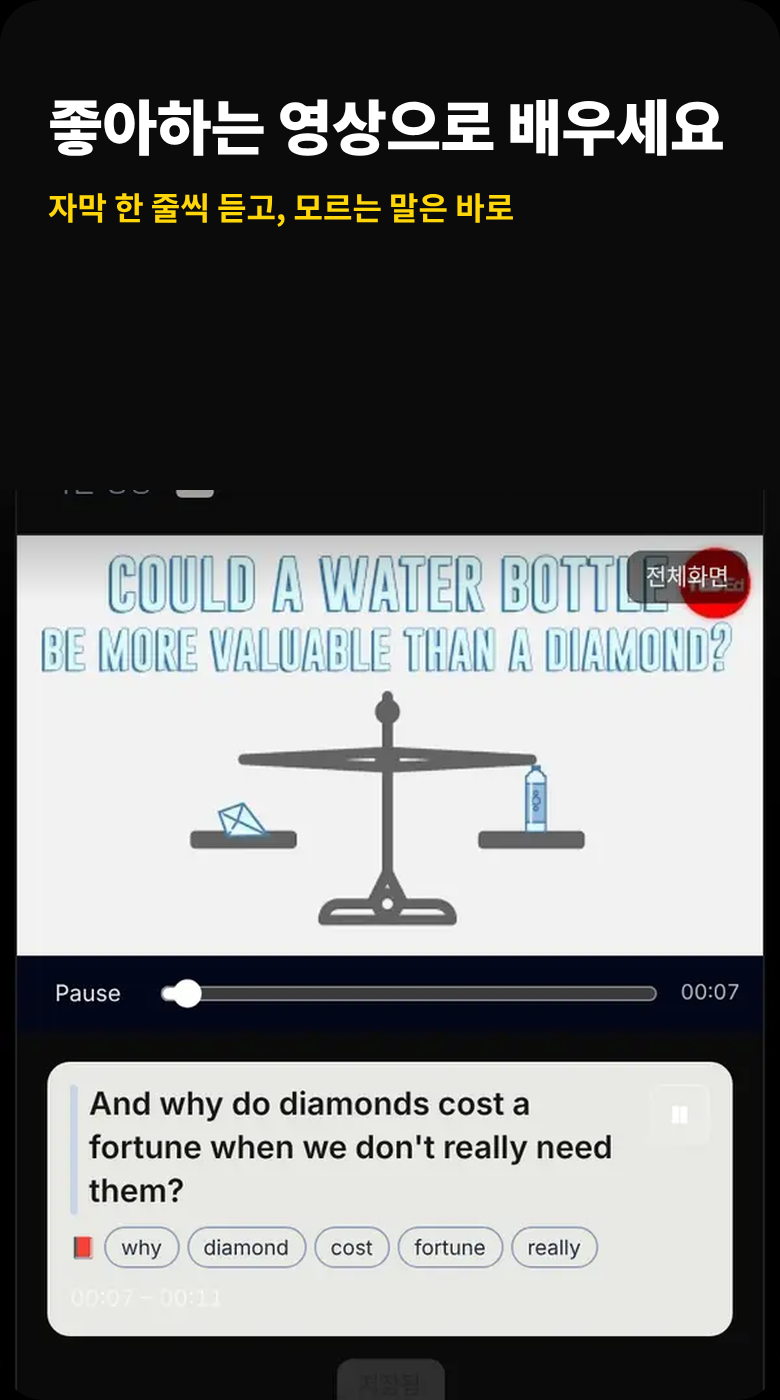 좋아하는 영상으로 배우세요
자막 한 줄씩 듣고, 모르는 말은 바로
COULD A WATER BOTTLE
전체화면
BE MORE VALUABLE THAN A DIAMOND?
Pause
00:07
And why do diamonds cost a
fortune when we don't really need
them?
why diamond cost fortune really
00:07 – 00:11
저장됨